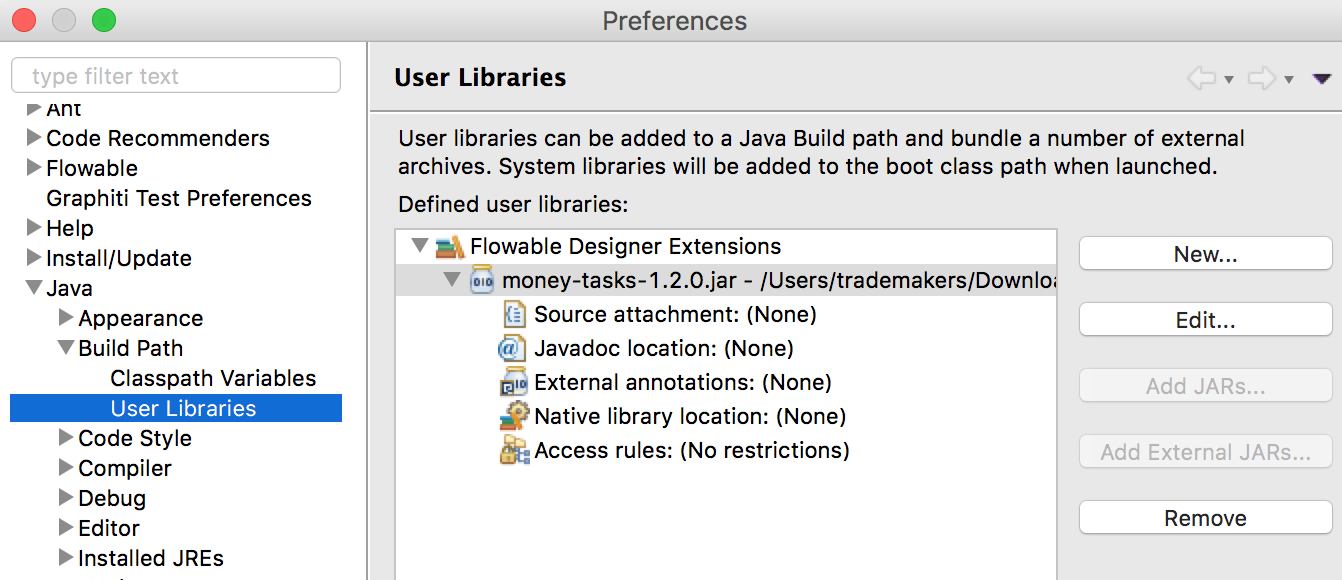 Preferences
type filter text
Ant
Code Recommenders
Flowable
Graphiti Test Preferences
Help
Install/Update
Java
Appearance
Build Path
Classpath Variables
User Libraries
Code Style
Compiler
Debug
Editor
Installed JREs
User Libraries
User libraries can be added to a Java Build path and bundle a number of external
archives. System libraries will be added to the boot class path when launched.
Defined user libraries:
Flowable Designer Extensions
money-tasks-1.2.0.jar - /Users/trademakers/Downloa
Source attachment: (None)
Javadoc location: (None)
External annotations: (None)
Native library location: (None)
Access rules: (No restrictions)
New...
Edit...
Add JARs...
Add External JARs...
Remove